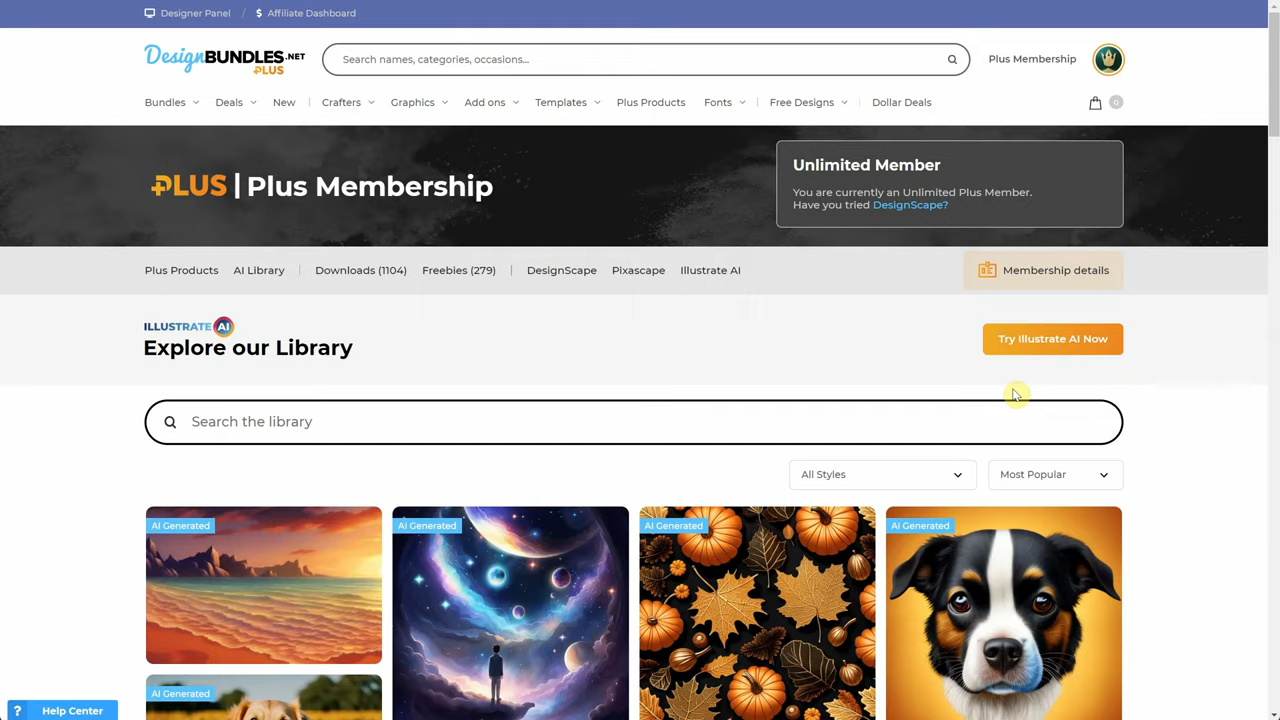 Designer Panel / $ Affiliate Dashboard
DesignBUNDLES.NET
PLUS
Search names, categories, occasions...
Plus Membership
Bundles Deals New Crafters Graphics Add ons Templates Plus Products Fonts Free Designs Dollar Deals
0
PLUS | Plus Membership
Unlimited Member
You are currently an Unlimited Plus Member.
Have you tried DesignScape?
Plus Products AI Library Downloads (1104) Freebies (279) DesignScape Pixascape Illustrate AI
Membership details
ILLUSTRATE AI
Explore our Library
Try Illustrate AI Now
Search the library
All Styles
Most Popular
AI Generated
AI Generated
AI Generated
AI Generated
AI Generated
? Help Center